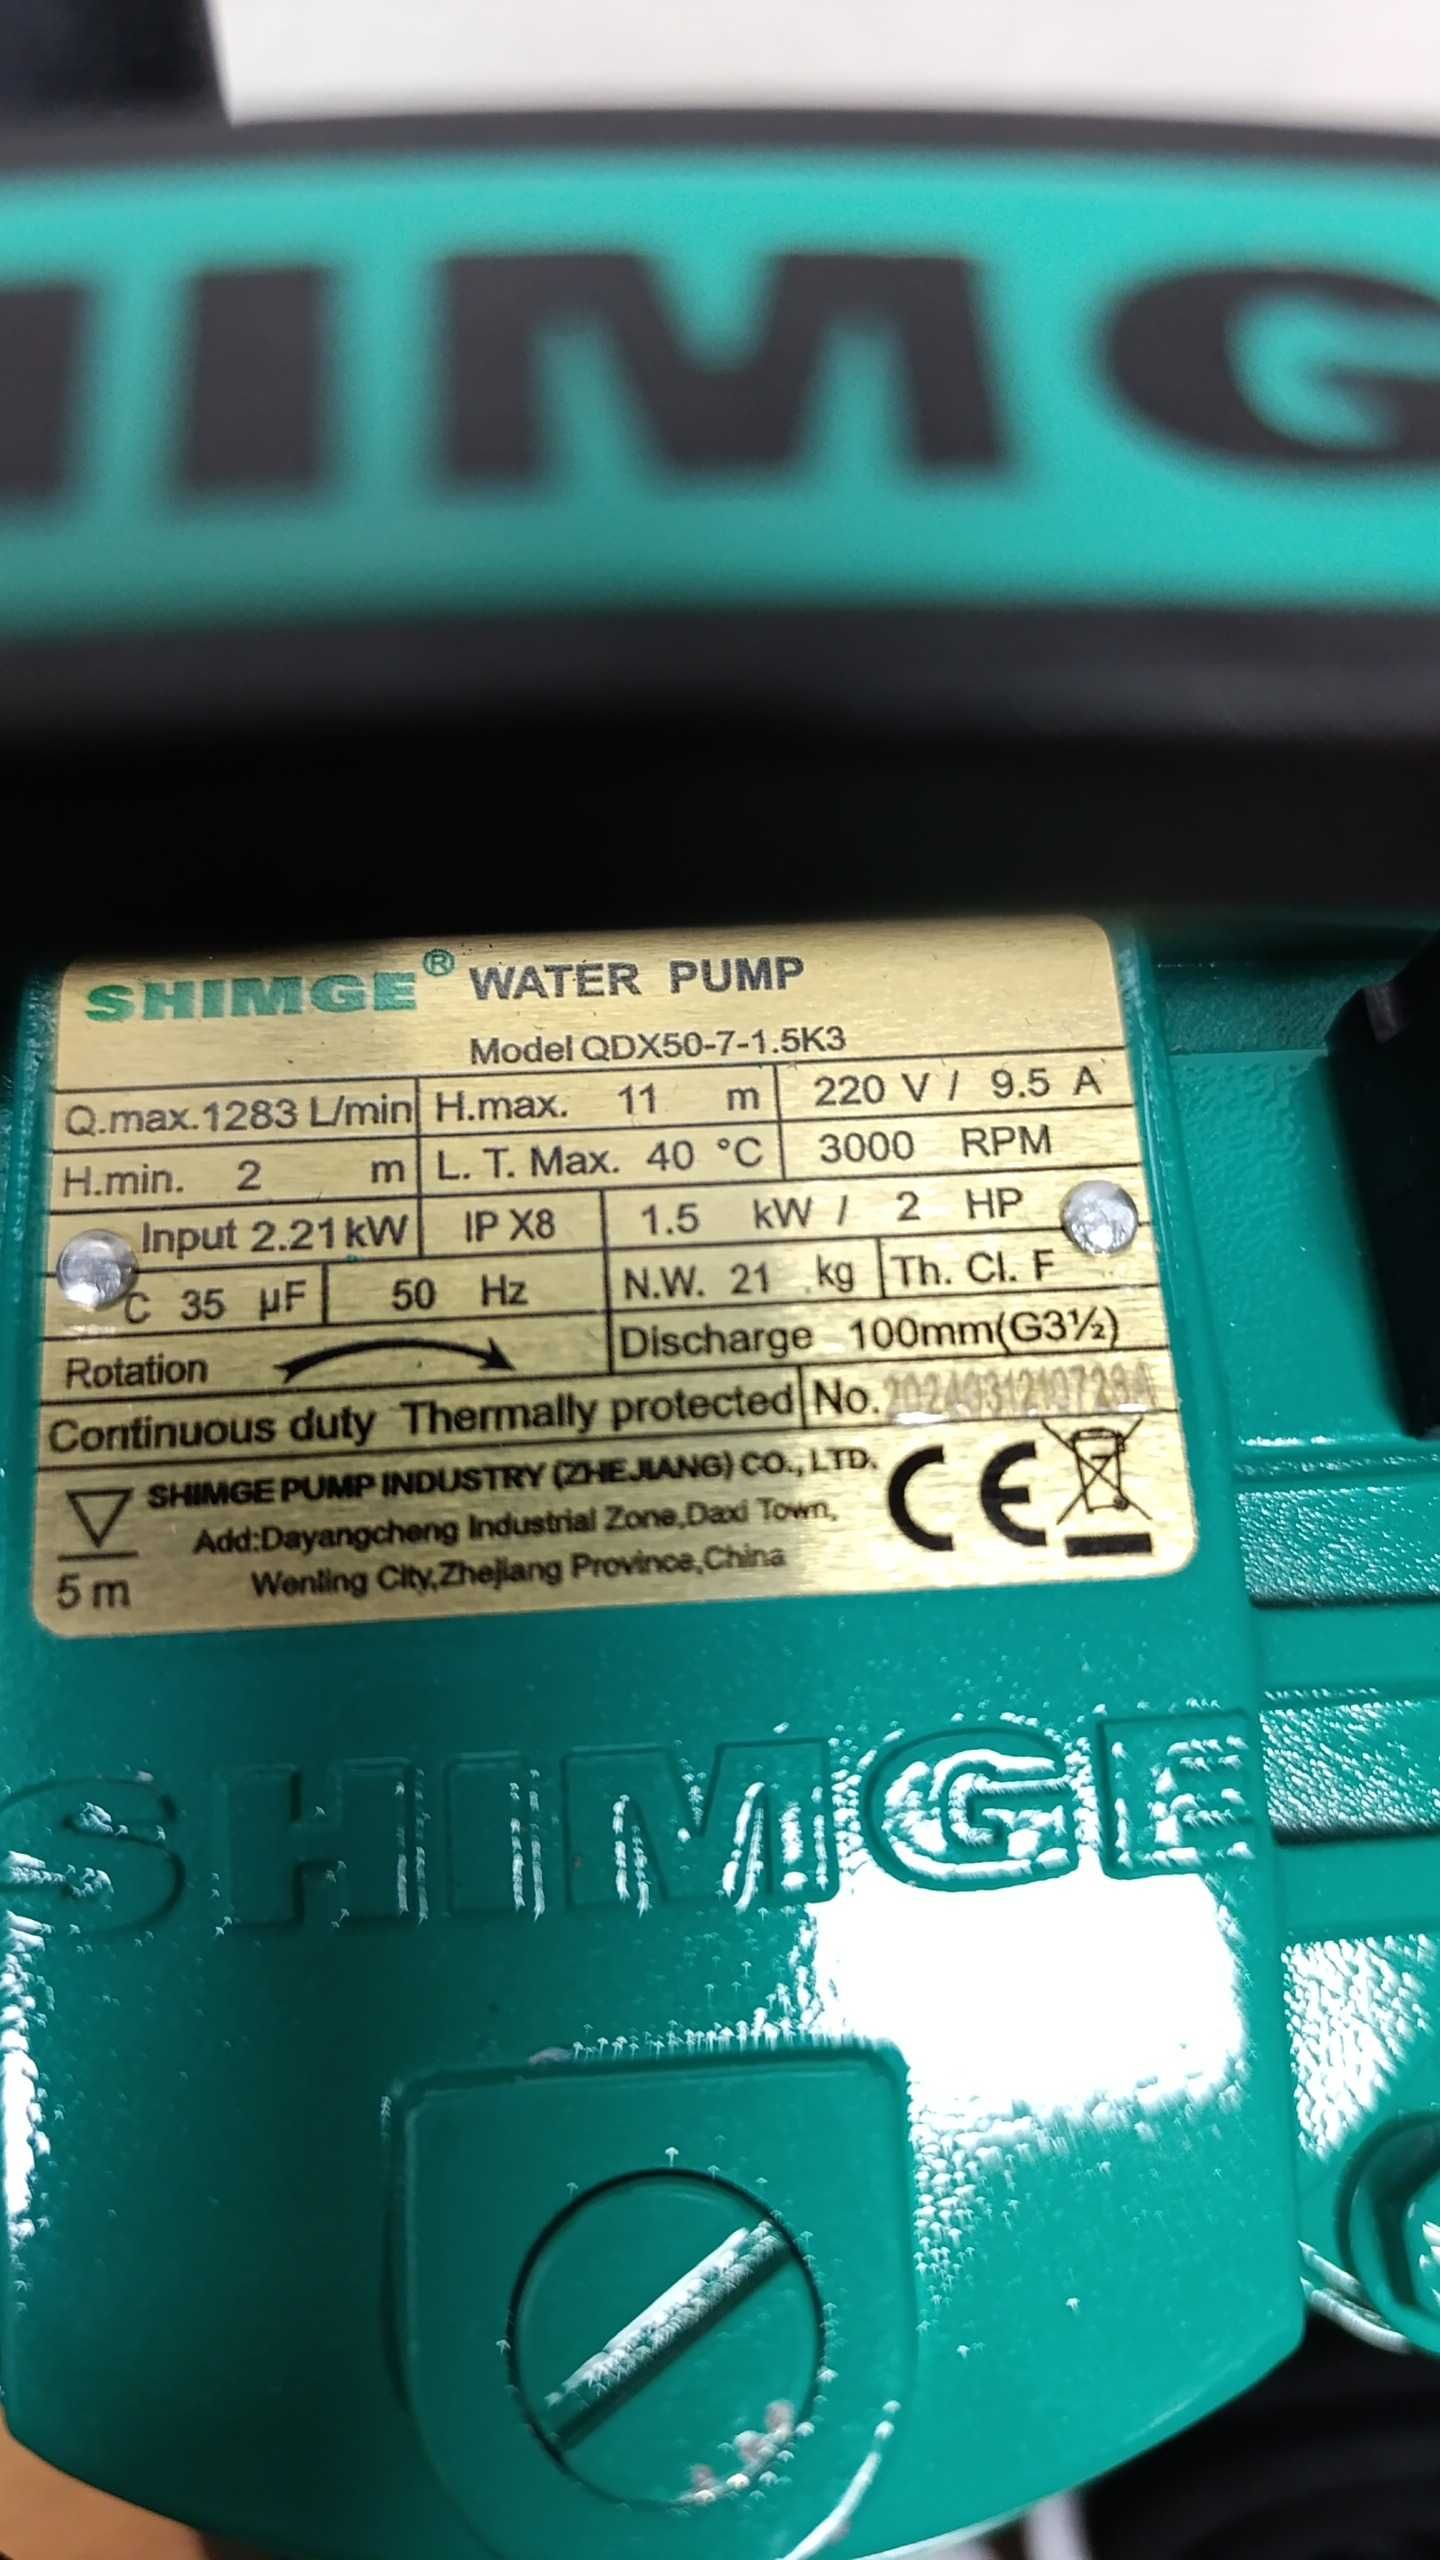 SHIMGE® WATER PUMP
Model QDX50-7-1.5K3
Q.max.1283 L/min H.max. 11 m 220 V / 9.5 A
H.min. 2 m L. T. Max. 40 °C 3000 RPM
Input 2.21 kW IP X8 1.5 kW / 2 HP
C 35 µF 50 Hz N.W. 21 kg Th. Cl. F
Rotation Discharge 100mm(G3½)
Continuous duty Thermally protected No.
SHIMGE PUMP INDUSTRY (ZHEJIANG) CO., LTD.
Add:Dayangcheng Industrial Zone,Daxi Town,
Wenling City,Zhejiang Province,China
5 m
CE
SHIMGE